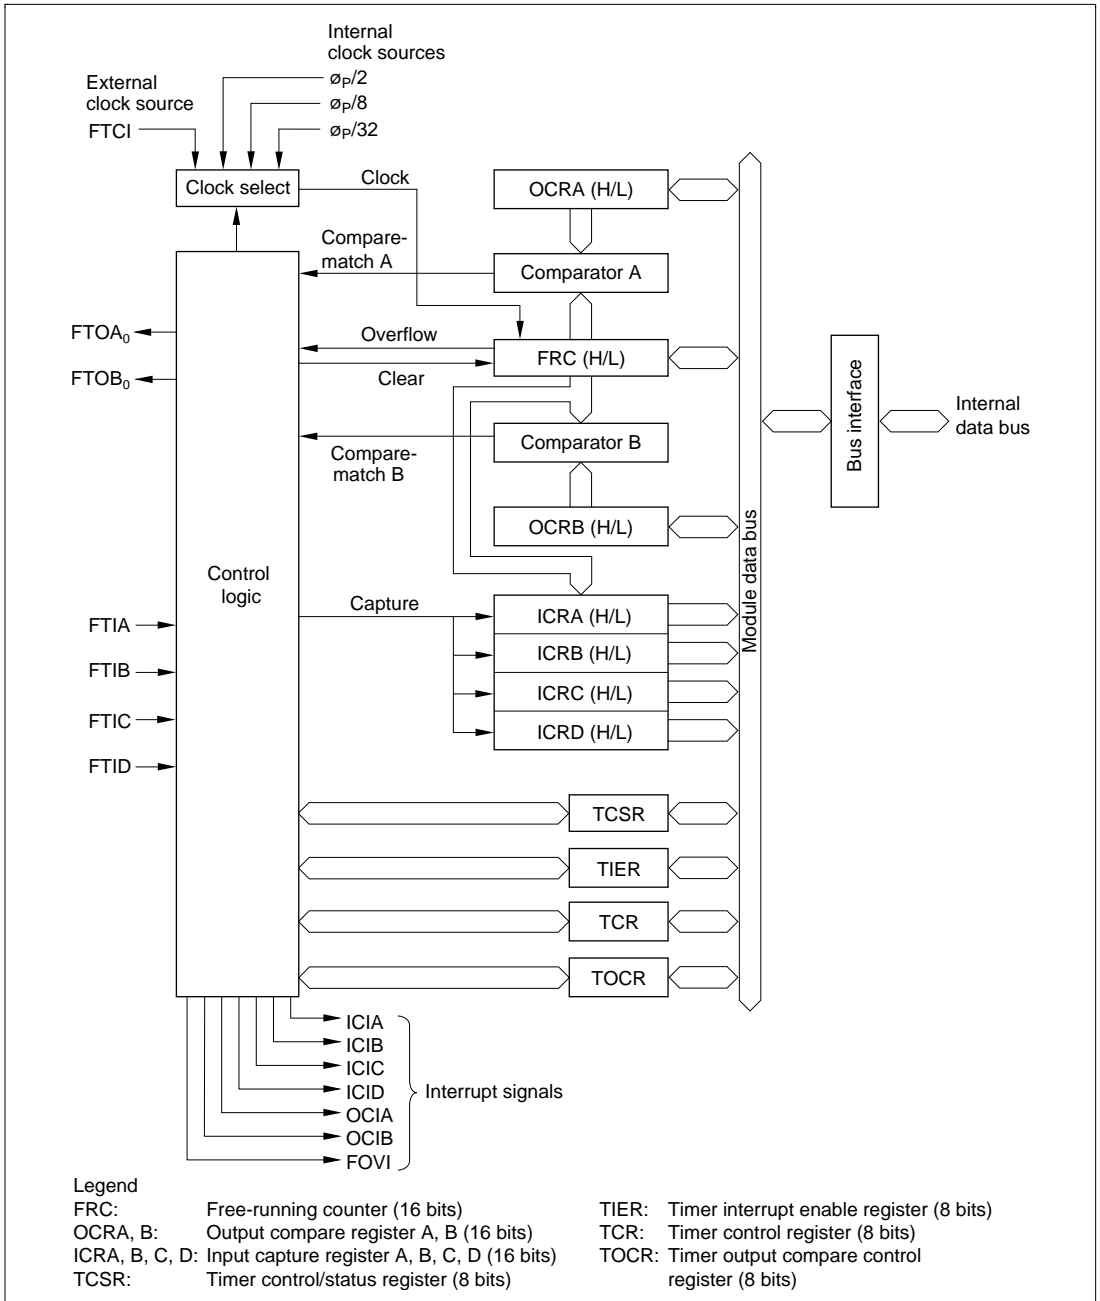 Internal
clock sources
External
clock source
øP/2
øP/8
FTCI
øP/32
Clock select
Clock
OCRA (H/L)
Compare-
match A
Comparator A
FTOA0
Overflow
FRC (H/L)
FTOB0
Clear
Comparator B
Compare-
match B
OCRB (H/L)
Bus interface
Internal
data bus
Module data bus
Control
logic
Capture
ICRA (H/L)
ICRB (H/L)
ICRC (H/L)
ICRD (H/L)
FTIA
FTIB
FTIC
FTID
TCSR
TIER
TCR
TOCR
ICIA
ICIB
ICIC
ICID
OCIA
OCIB
FOVI
Interrupt signals
Legend
FRC: Free-running counter (16 bits)
OCRA, B: Output compare register A, B (16 bits)
ICRA, B, C, D: Input capture register A, B, C, D (16 bits)
TCSR: Timer control/status register (8 bits)
TIER: Timer interrupt enable register (8 bits)
TCR: Timer control register (8 bits)
TOCR: Timer output compare control
register (8 bits)